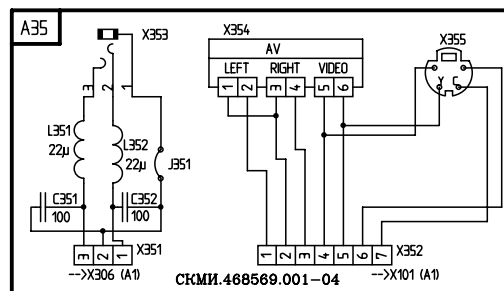 A35
X353
X354
AV
LEFT RIGHT VIDEO
1 2 3 4 5 6
X355
Y C
3 2 1
L351
22µ
L352
22µ
J351
C351
100
C352
100
3 2 1
X351
-->X306 (A1)
1 2 3 4 5 6 7
X352
-->X101 (A1)
СКМИ.468569.001-04